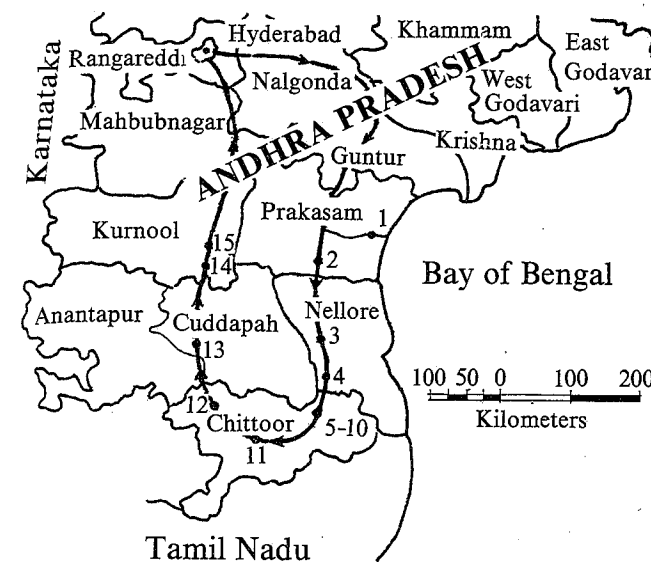 Hyderabad
Khammam
East
Godavar
Rangareddi
Nalgonda
West
Godavari
Karnataka
Mahbubnagar
ANDHRA PRADESH
Krishna
Guntur
Prakasam
1
Kurnool
15
14
2
Bay of Bengal
Anantapur
Cuddapah
Nellore
13
3
4
100 50 0 100 200
Kilometers
12
Chittoor
5-10
11
Tamil Nadu